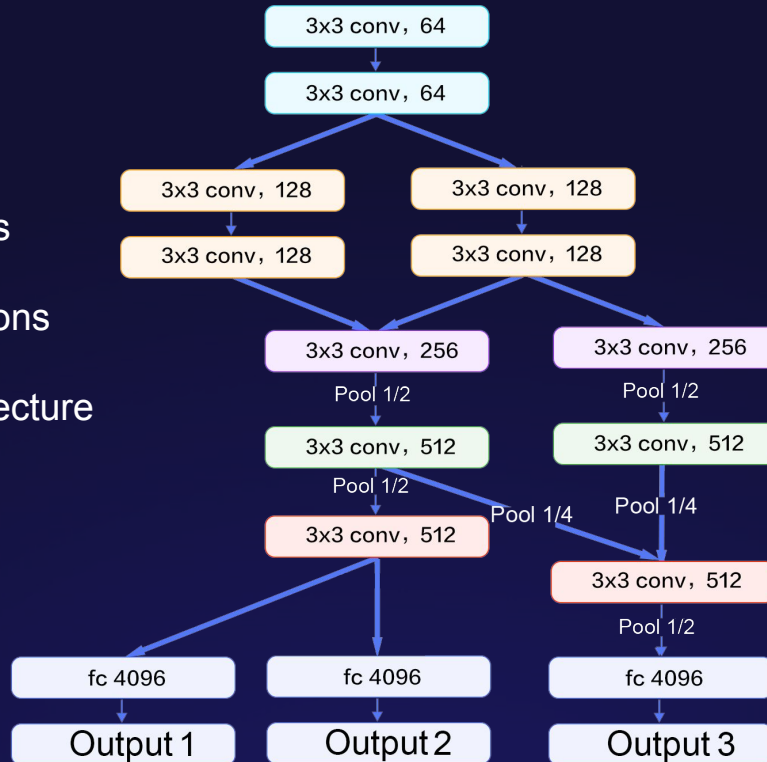 3x3 conv, 64
3x3 conv, 64
3x3 conv, 128
3x3 conv, 128
s
3x3 conv, 128
3x3 conv, 128
ons
3x3 conv, 256
3x3 conv, 256
Pool 1/2
Pool 1/2
ecture
3x3 conv, 512
3x3 conv, 512
Pool 1/2
Pool 1/4
Pool 1/4
3x3 conv, 512
3x3 conv, 512
Pool 1/2
fc 4096
fc 4096
fc 4096
Output 1
Output 2
Output 3